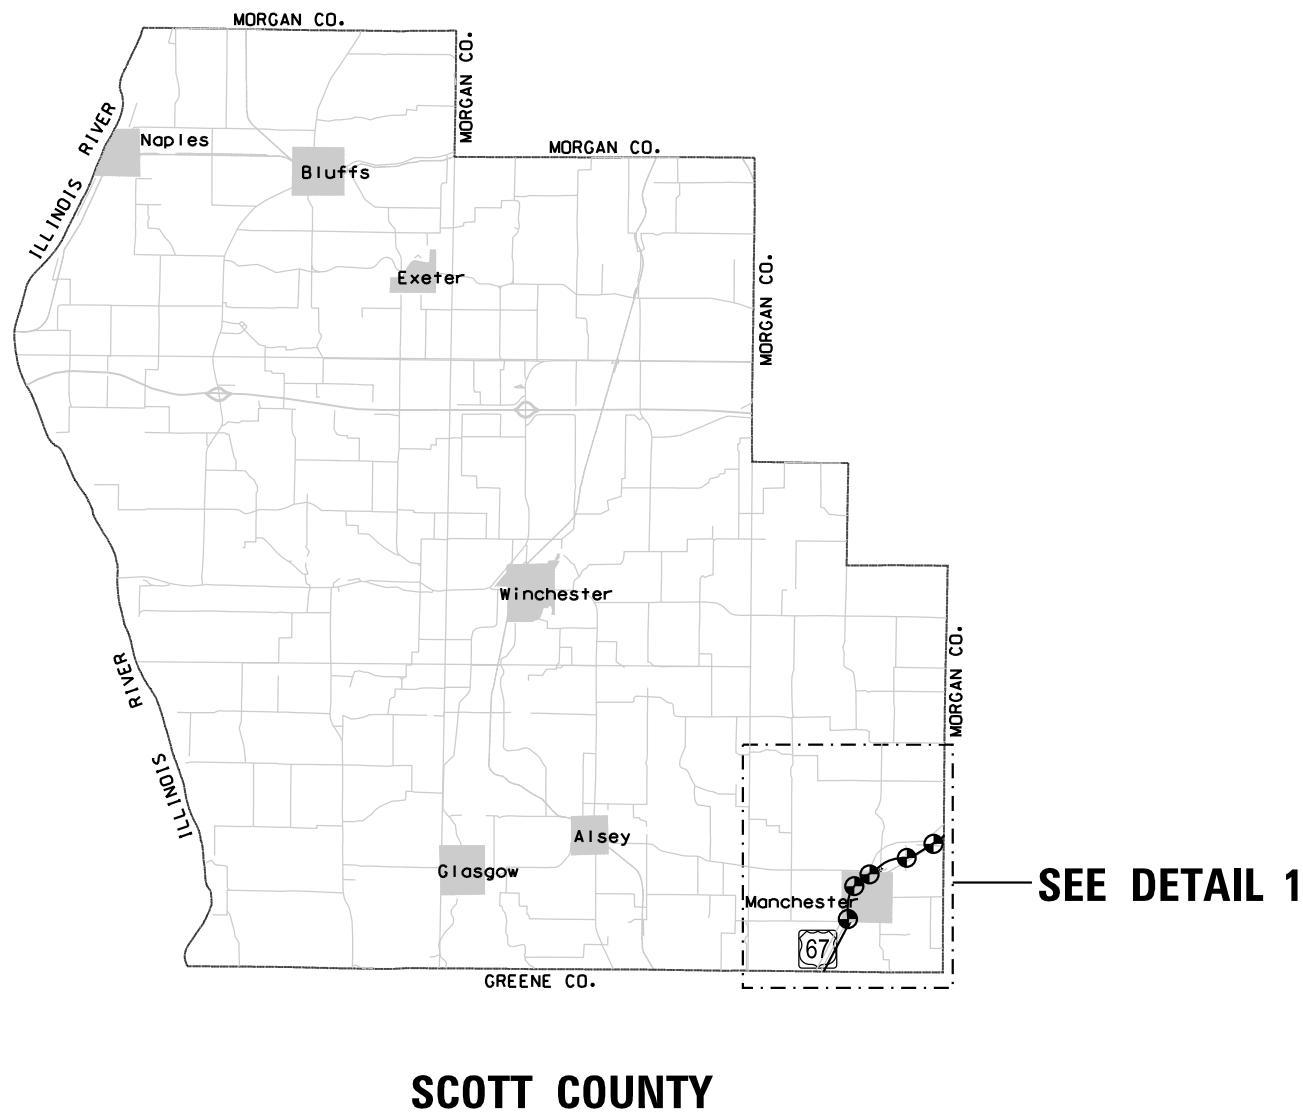 MORGAN CO.
MORGAN CO.
ILLINOIS RIVER
Naples
MORGAN CO.
Bluffs
Exeter
MORGAN CO.
Winchester
MORGAN CO.
ILLINOIS RIVER
Alsey
Glasgow
SEE DETAIL 1
Manchester
67
GREENE CO.
SCOTT COUNTY